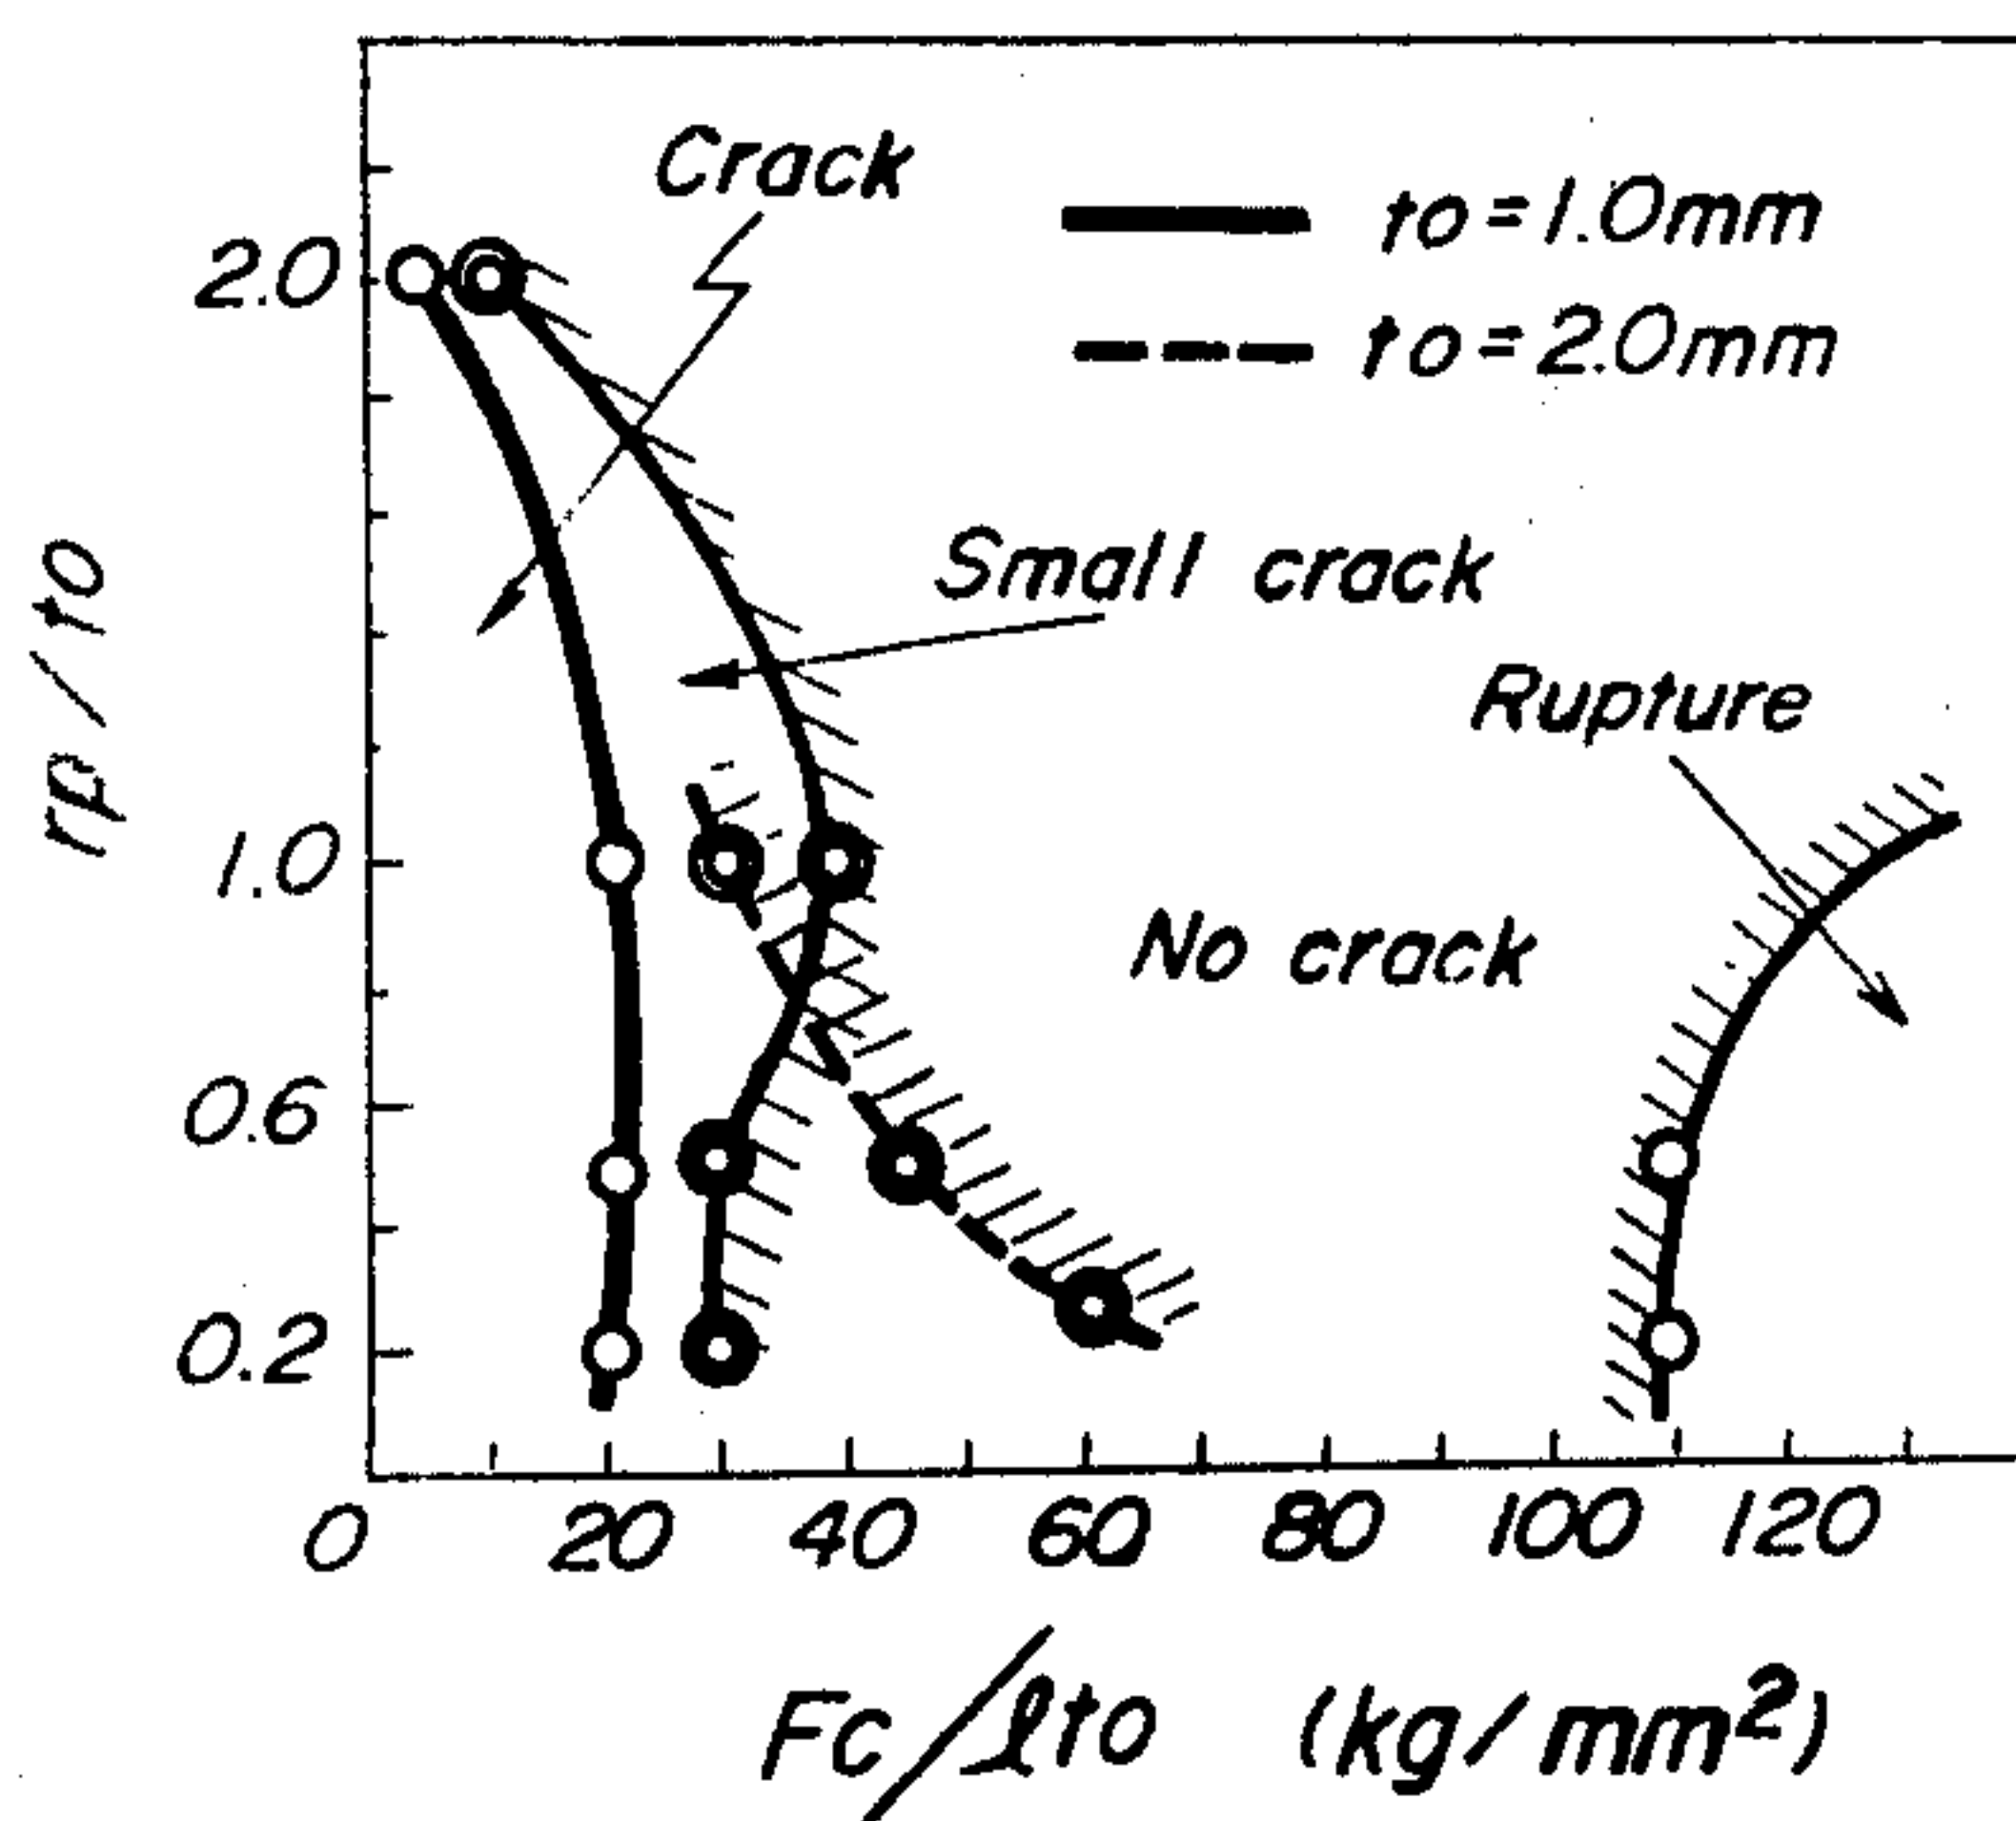 Crack
to=1.0mm
to=2.0mm
2.0
Small crack
rp/to
Rupture
1.0
No crack
0.6
0.2
0 20 40 60 80 100 120
Fc/lto (kg/mm²)